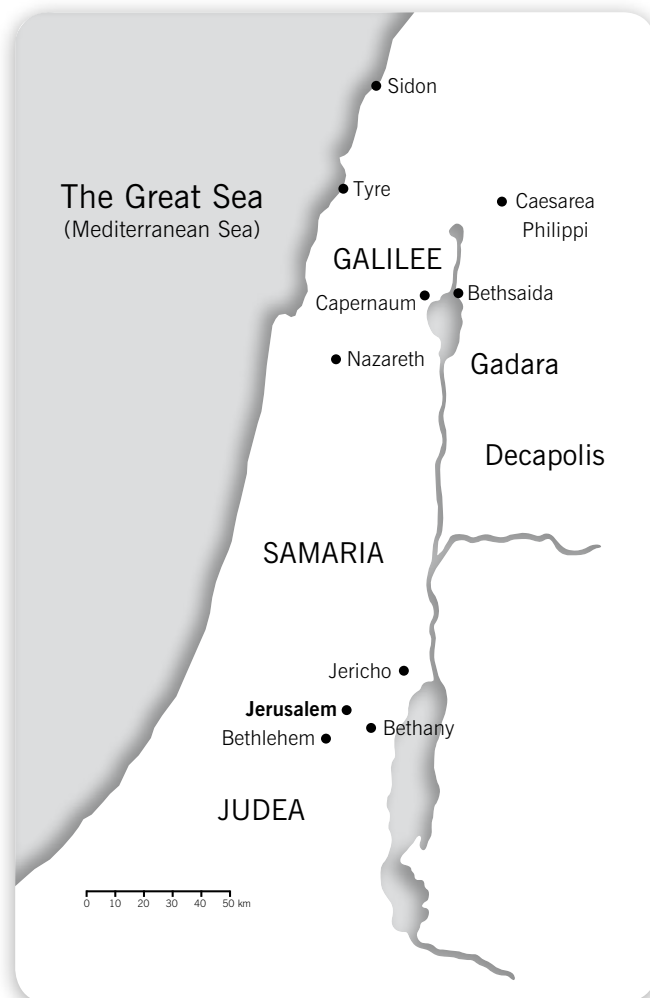 Sidon
The Great Sea
(Mediterranean Sea)
Tyre
Caesarea
Philippi
GALILEE
Capernaum
Bethsaida
Nazareth
Gadara
Decapolis
SAMARIA
Jericho
Jerusalem
Bethany
Bethlehem
JUDEA
0 10 20 30 40 50 km